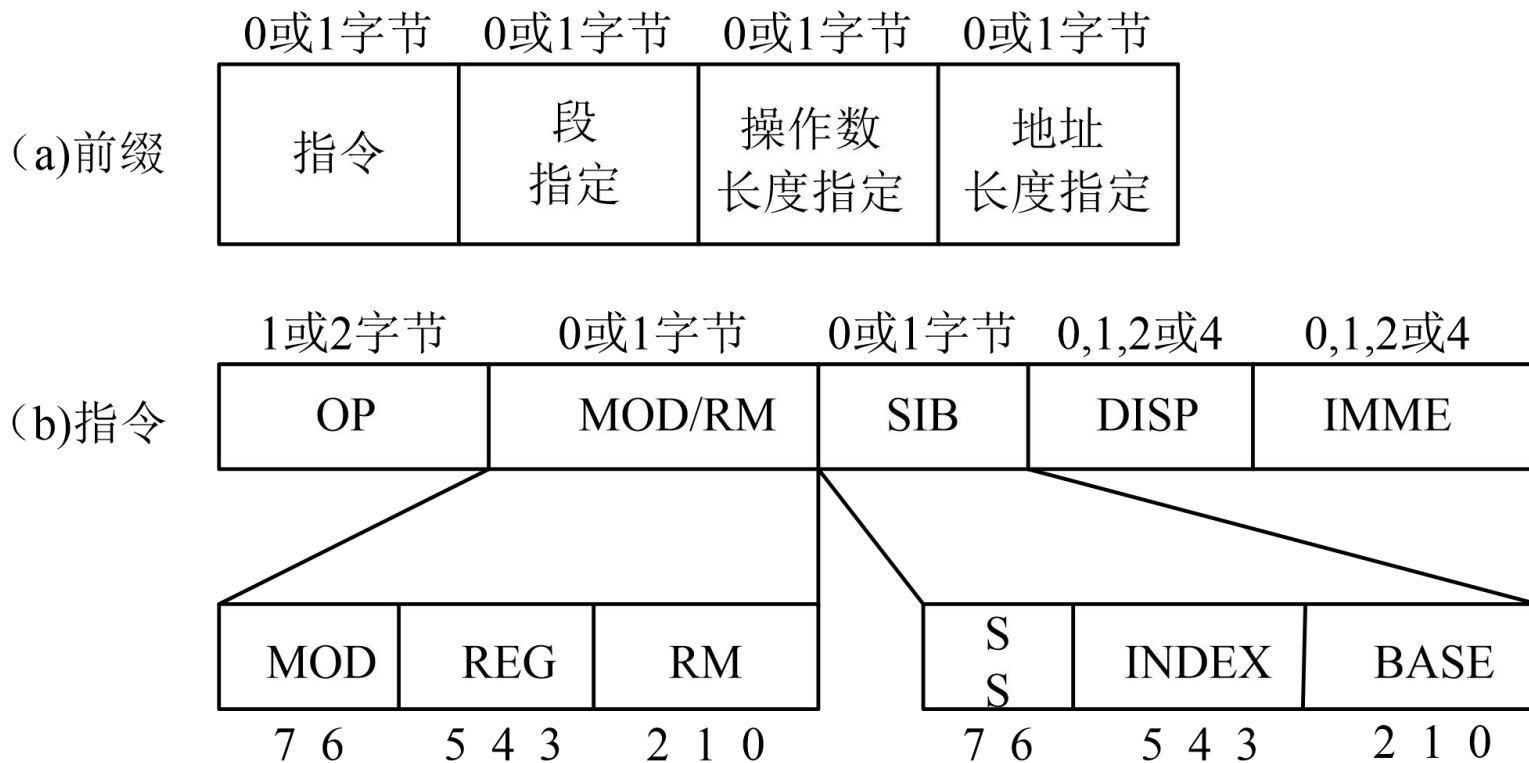 0或1字节 0或1字节 0或1字节 0或1字节
(a)前缀
指令
段
指定
操作数
长度指定
地址
长度指定
1或2字节 0或1字节 0或1字节 0,1,2或4 0,1,2或4
(b)指令
OP MOD/RM SIB DISP IMME
MOD REG RM
S
S
INDEX BASE
7 6 5 4 3 2 1 0 7 6 5 4 3 2 1 0